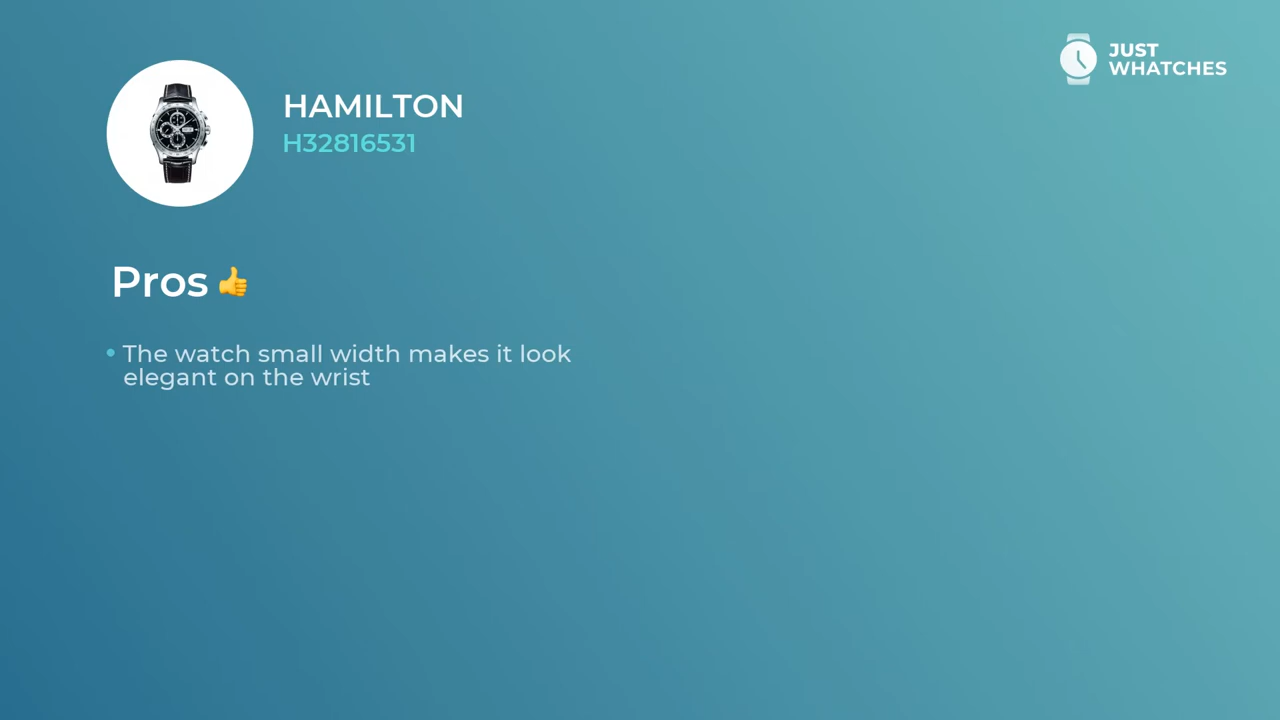 JUST
WHATCHES
HAMILTON
H32816531
Pros 👍
• The watch small width makes it look
elegant on the wrist